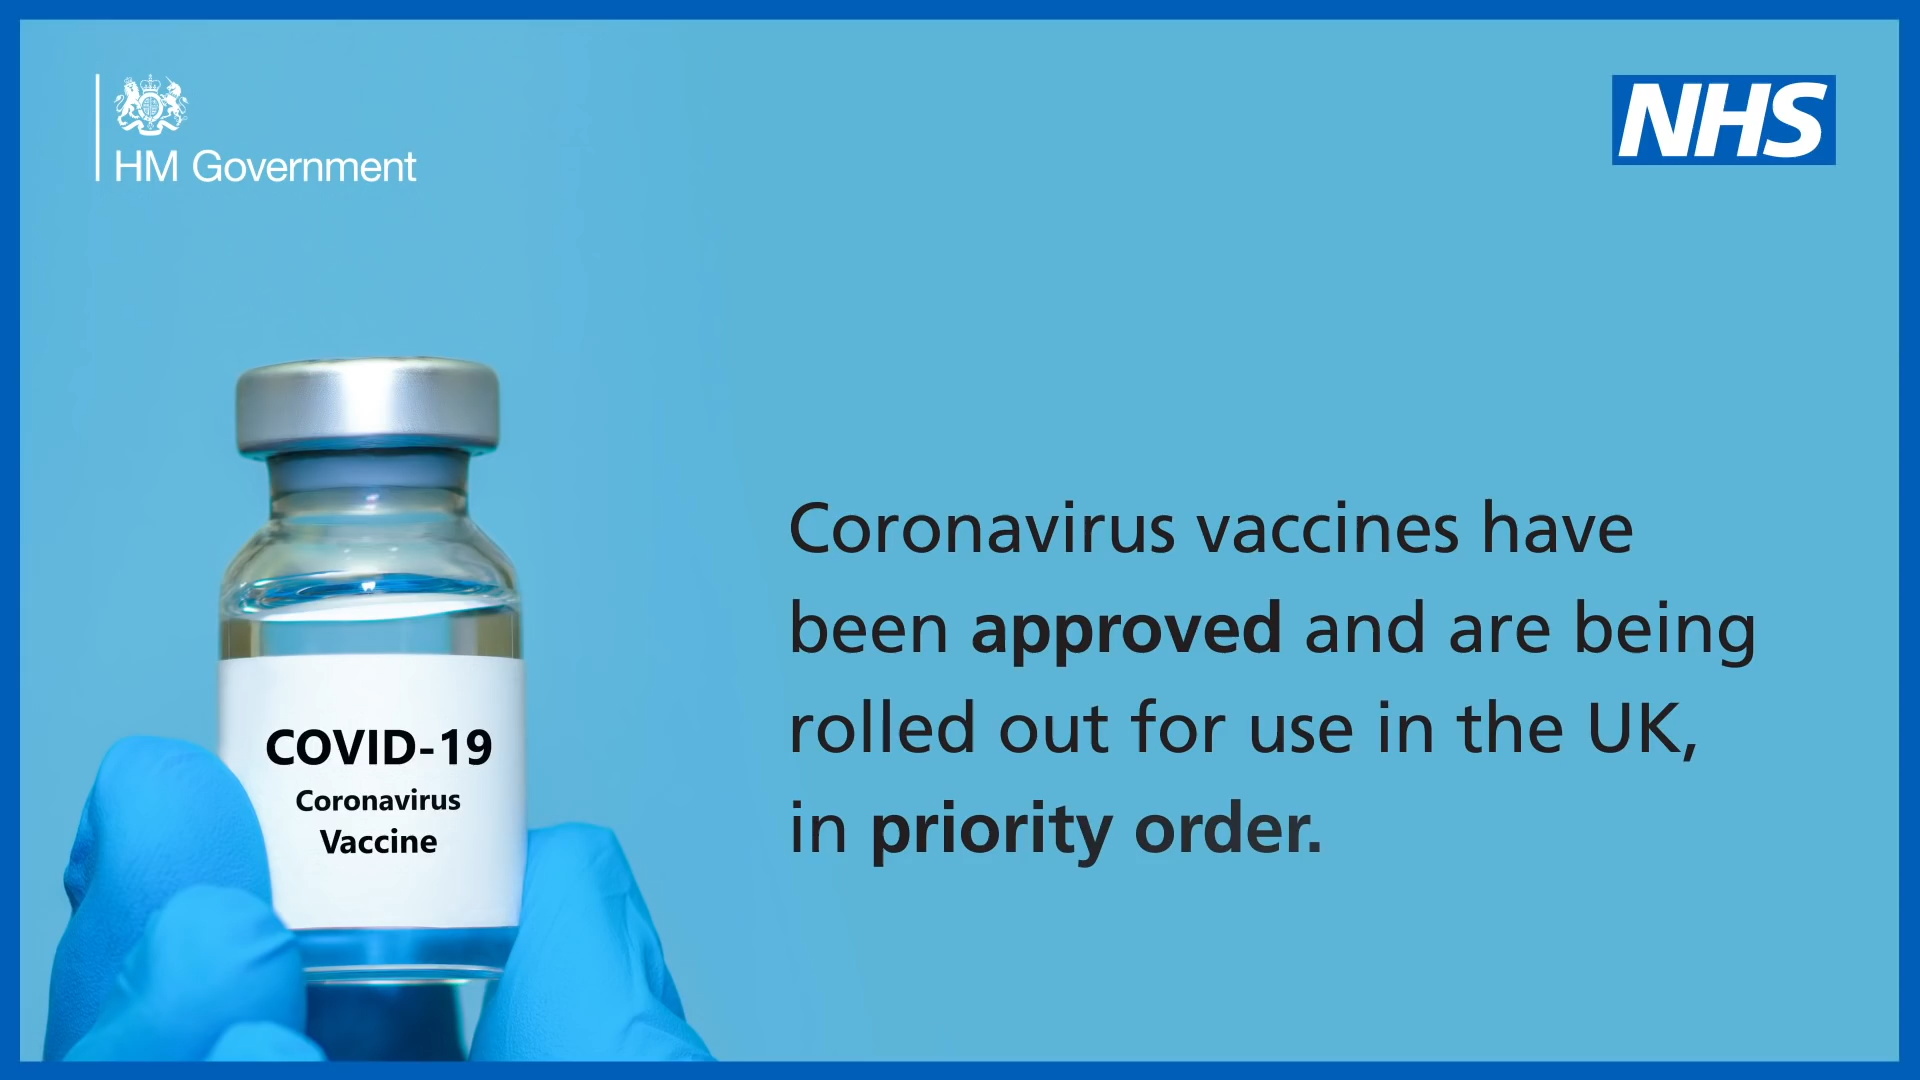 HM Government
NHS
Coronavirus vaccines have
been approved and are being
rolled out for use in the UK,
in priority order.
COVID-19
Coronavirus
Vaccine